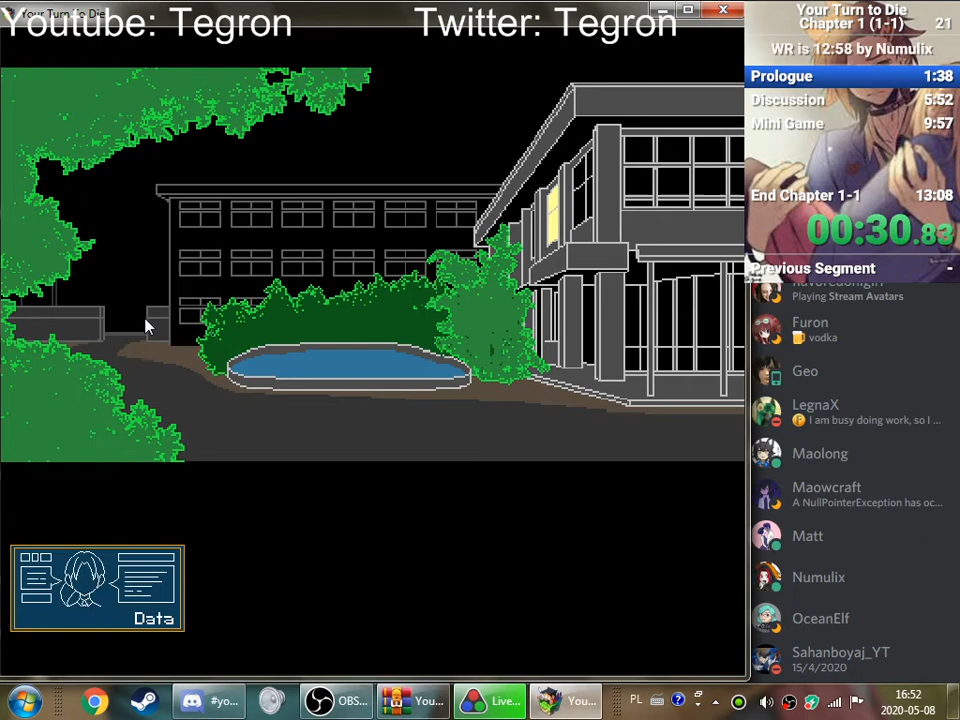 Youtube: Tegron
Twitter: Tegron
Your Turn to Die
Chapter 1 (1-1)
21
WR is 12:58 by Numulix
Prologue 1:38
Discussion 5:52
Mini Game 9:57
End Chapter 1-1 13:08
00:30.83
Previous Segment -
Playing Stream Avatars
Furon
vodka
Geo
LegnaX
I am busy doing work, so I ...
Maolong
Maowcraft
A NullPointerException has oc...
Matt
Numulix
OceanElf
Sahanboyaj_YT
15/4/2020
Data
#yo...
OBS...
You...
Live...
You...
PL
16:52
2020-05-08